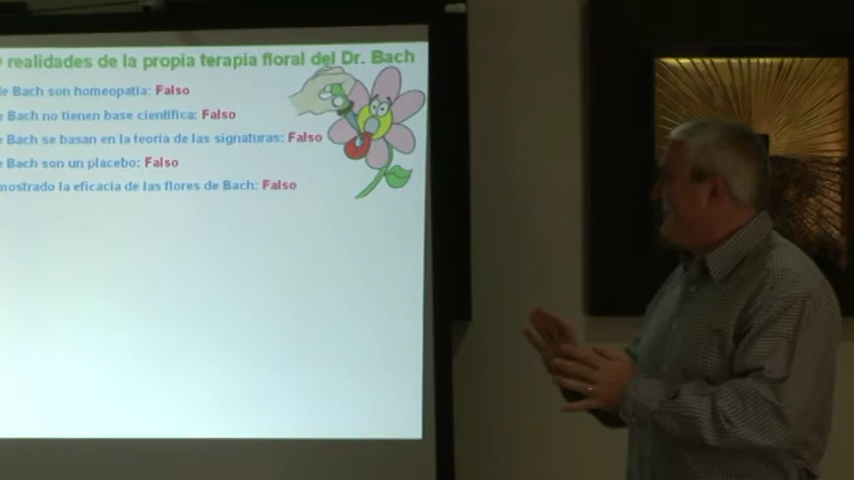 realidades de la propia terapia floral del Dr. Bach
de Bach son homeopatía: Falso
Bach no tienen base científica: Falso
Bach se basan en la teoría de las signaturas: Falso
Bach son un placebo: Falso
mostrado la eficacia de las flores de Bach: Falso